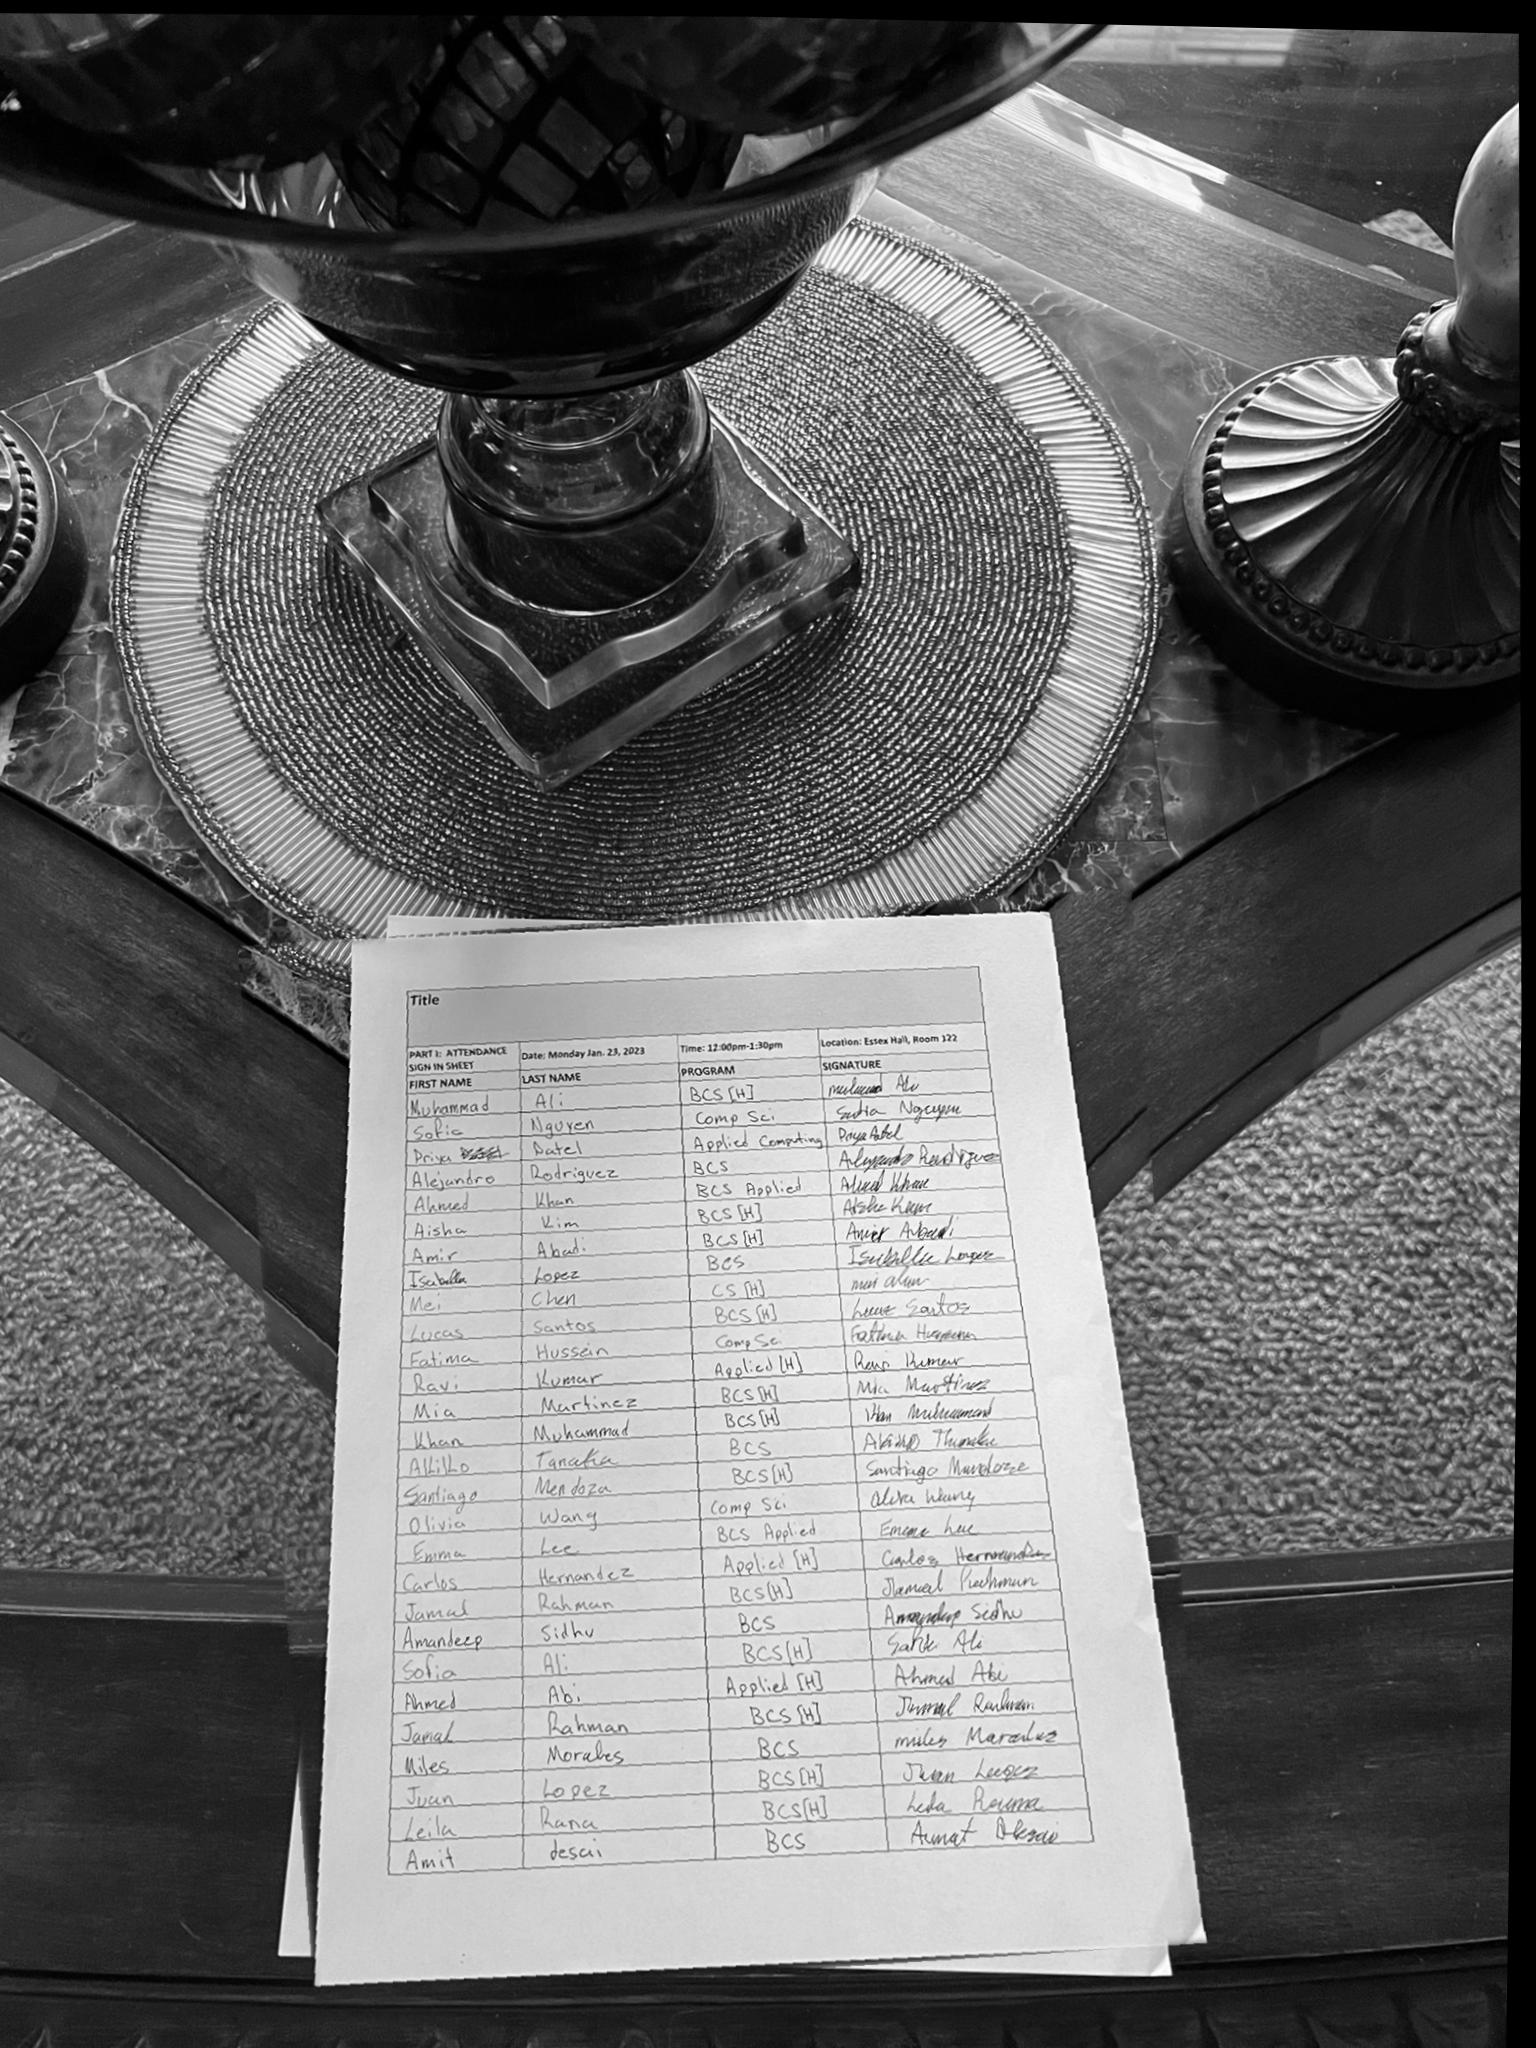 Title
PART I: ATTENDANCE SIGN IN SHEET Date: Monday Jan. 23, 2023 Time: 12:00pm-1:30pm Location: Essex Hall, Room 122
FIRST NAME LAST NAME PROGRAM SIGNATURE
Muhammad Ali BCS [H] Ali
Sofia Nguyen Comp Sci Sofia Nguyen
Priya Patel Applied Computing Priya Patel
Alejandro Rodriguez BCS Alejandro Rodriguez
Ahmed Khan BCS Applied Ahmed Khan
Aisha Kim BCS [H] Aisha Kim
Amir Abadi BCS [H] Amir Abadi
Isabella Lopez BCS Isabella Lopez
Mei Chen CS [H] mei
Lucas Santos BCS [H] Lucas Santos
Fatima Hussein Comp Sci Fatima Hussein
Ravi Kumar Applied [H] Ravi Kumar
Mia Martinez BCS [H] Mia Martinez
Khan Muhammad BCS [H] Khan Muhammad
Tanaka BCS
Santiago Mendoza BCS [H] Santiago Mendoza
Olivia Wang Comp Sci Olivia Wang
Emma Lee BCS Applied Emma Lee
Carlos Hernandez Applied [H] Carlos Hernandez
Jamal Rahman BCS [H] Jamal Rahman
Amandeep Sidhu BCS Amandeep Sidhu
Sofia Ali BCS [H] Sofia Ali
Ahmed Abi Applied [H] Ahmed Abi
Jamal Rahman BCS [H] Jamal Rahman
Miles Morales BCS miles Morales
Juan Lopez BCS [H] Juan Lopez
Leila Rana BCS [H] Leila
Amit desai BCS Amit Desai